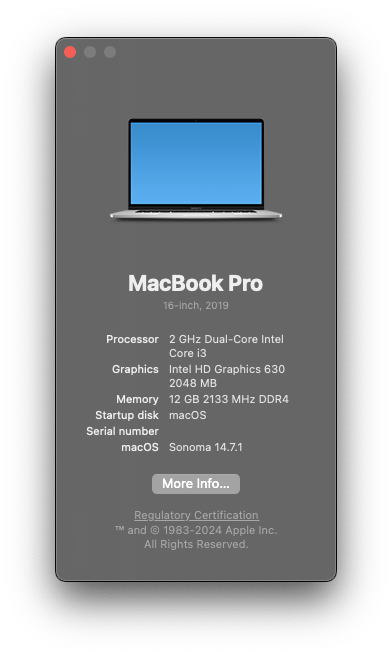 MacBook Pro
16-inch, 2019
Processor 2 GHz Dual-Core Intel
Core i3
Graphics Intel HD Graphics 630
2048 MB
Memory 12 GB 2133 MHz DDR4
Startup disk macOS
Serial number
macOS Sonoma 14.7.1
More Info...
Regulatory Certification
™ and © 1983-2024 Apple Inc.
All Rights Reserved.